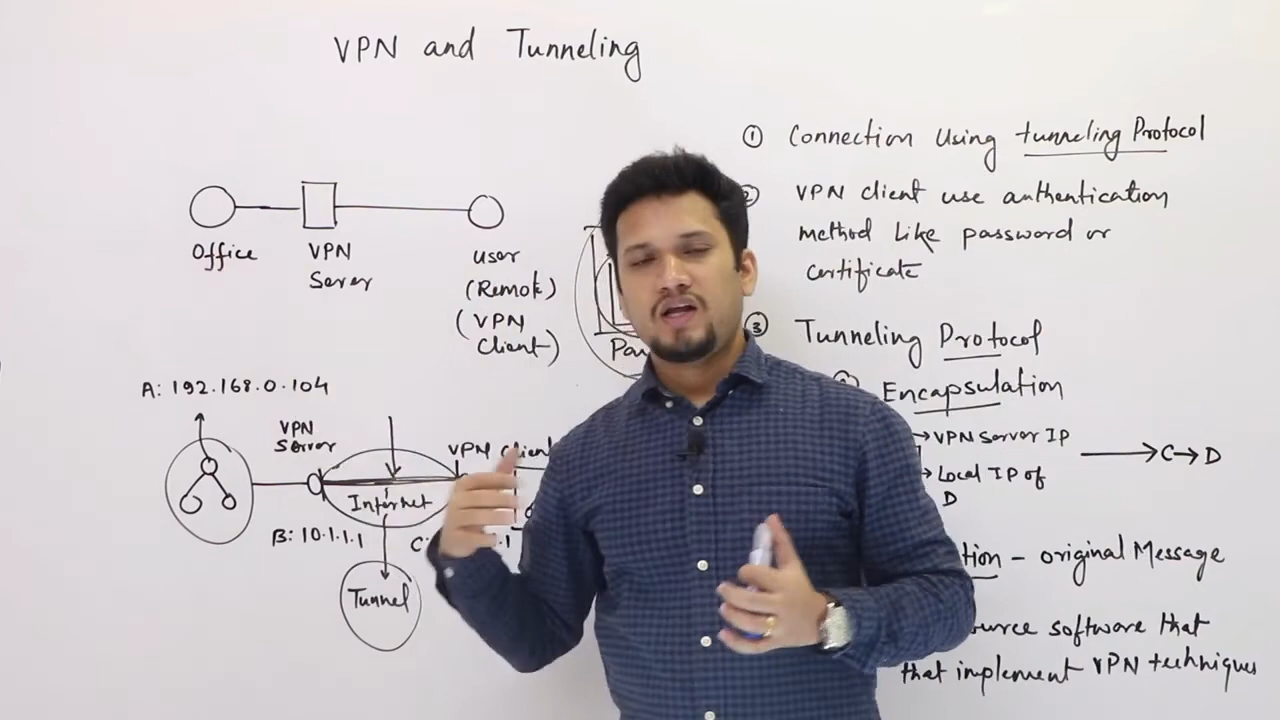 VPN and Tunneling
① Connection Using tunneling Protocol
VPN client use authentication
method Like password or
certificate
Office
VPN
Server
user
(Remote)
(VPN
Client)
③ Tunneling Protocol
Encapsulation
→ VPN Server IP
→ Local IP of
D
→ C → D
A: 192.168.0.104
VPN
Server
VPN client
Internet
B: 10.1.1.1
C:
Tunnel
- original Message
software that
that implement VPN techniques